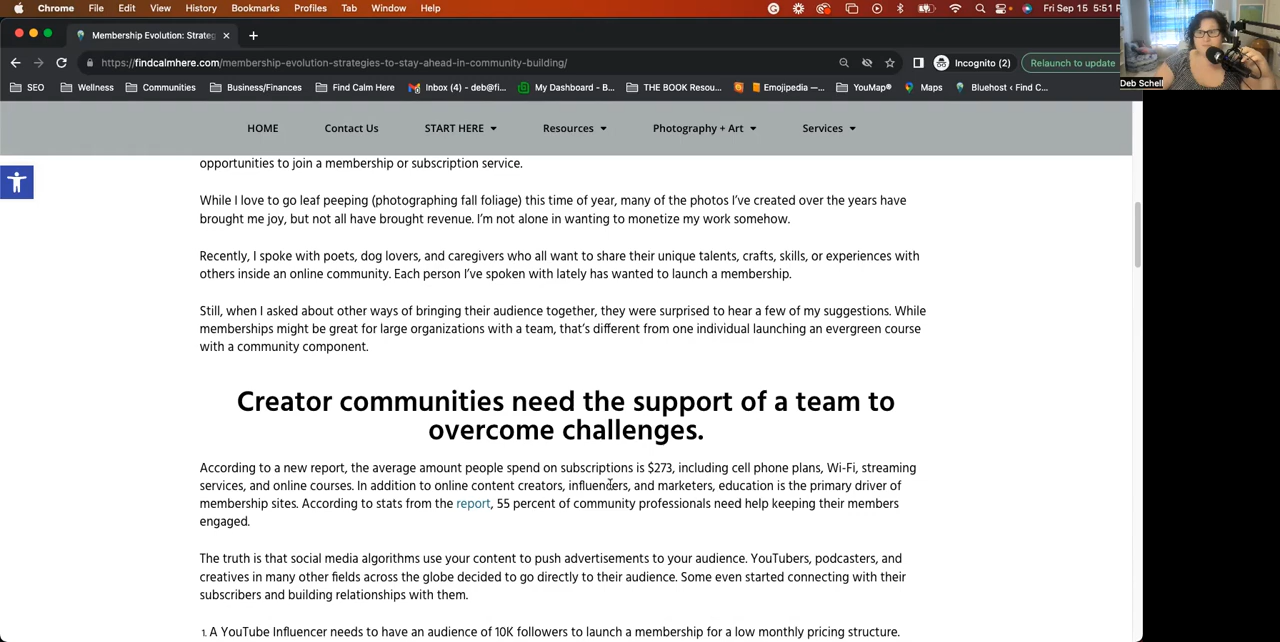 Chrome File Edit View History Bookmarks Profiles Tab Window Help Fri Sep 15 5:51 P
Membership Evolution: Strateg
https://findcalmhere.com/membership-evolution-strategies-to-stay-ahead-in-community-building/ Incognito (2) Relaunch to update
Deb Schell
SEO Wellness Communities Business/Finances Find Calm Here Inbox (4) – deb@fi... My Dashboard - B... THE BOOK Resou... Emojipedia —... YouMap® Maps Bluehost ‹ Find C...
HOME Contact Us START HERE Resources Photography + Art Services
opportunities to join a membership or subscription service.
While I love to go leaf peeping (photographing fall foliage) this time of year, many of the photos I've created over the years have
brought me joy, but not all have brought revenue. I'm not alone in wanting to monetize my work somehow.
Recently, I spoke with poets, dog lovers, and caregivers who all want to share their unique talents, crafts, skills, or experiences with
others inside an online community. Each person I've spoken with lately has wanted to launch a membership.
Still, when I asked about other ways of bringing their audience together, they were surprised to hear a few of my suggestions. While
memberships might be great for large organizations with a team, that's different from one individual launching an evergreen course
with a community component.
Creator communities need the support of a team to
overcome challenges.
According to a new report, the average amount people spend on subscriptions is $273, including cell phone plans, Wi-Fi, streaming
services, and online courses. In addition to online content creators, influencers, and marketers, education is the primary driver of
membership sites. According to stats from the report, 55 percent of community professionals need help keeping their members
engaged.
The truth is that social media algorithms use your content to push advertisements to your audience. YouTubers, podcasters, and
creatives in many other fields across the globe decided to go directly to their audience. Some even started connecting with their
subscribers and building relationships with them.
1. A YouTube Influencer needs to have an audience of 10K followers to launch a membership for a low monthly pricing structure.